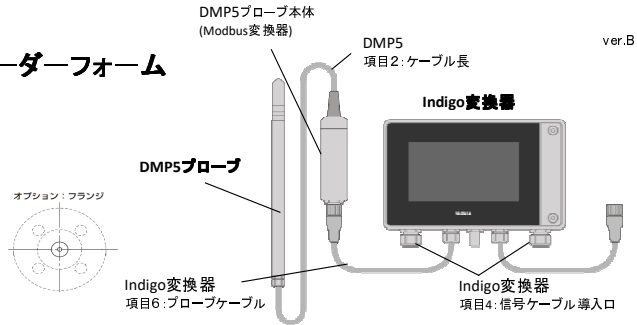 DMP5プローブ本体
(Modbus変換器)
DMP5
項目2：ケーブル長
ver.B
ーダーフォーム
Indigo変換器
DMP5プローブ
オプション：フランジ
VAISALA
Indigo変換器
項目6：プローブケーブル
Indigo変換器
項目4：信号ケーブル導入口